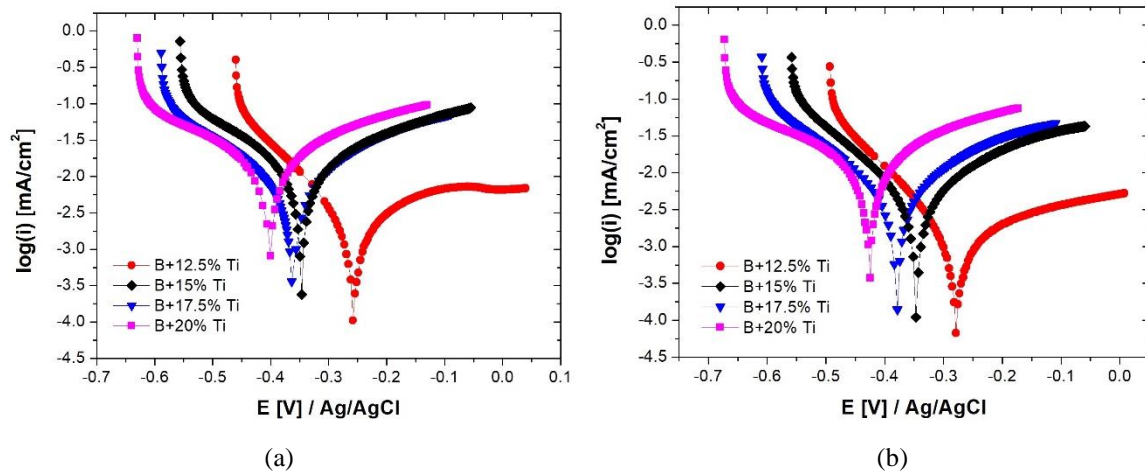 0.0
-0.5
-1.0
-1.5
-2.0
-2.5
-3.0
-3.5
-4.0
-4.5
log(i) [mA/cm²]
B+12.5% Ti
B+15% Ti
B+17.5% Ti
B+20% Ti
-0.7 -0.6 -0.5 -0.4 -0.3 -0.2 -0.1 0.0 0.1
E [V] / Ag/AgCl
(a)
0.0
-0.5
-1.0
-1.5
-2.0
-2.5
-3.0
-3.5
-4.0
-4.5
log(i) [mA/cm²]
B+12.5% Ti
B+15% Ti
B+17.5% Ti
B+20% Ti
-0.7 -0.6 -0.5 -0.4 -0.3 -0.2 -0.1 0.0
E [V] / Ag/AgCl
(b)